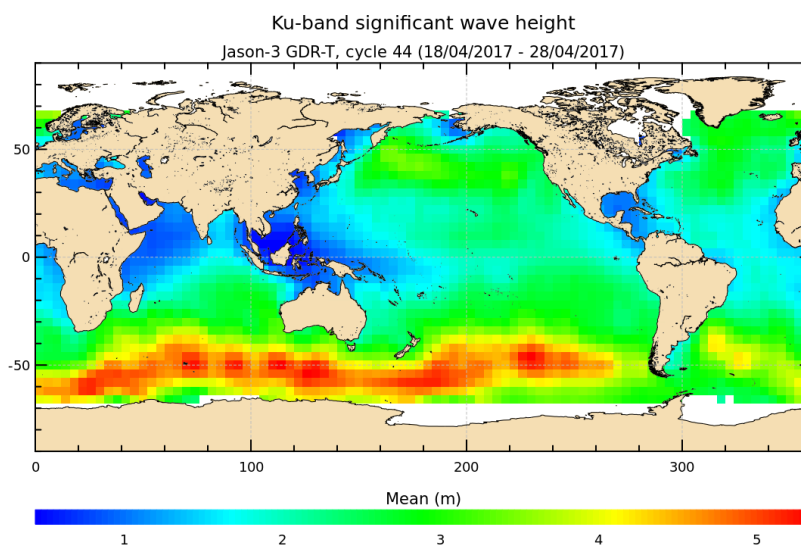 Ku-band significant wave height
Jason-3 GDR-T, cycle 44 (18/04/2017 - 28/04/2017)
50
0
-50
0 100 200 300
Mean (m)
1 2 3 4 5